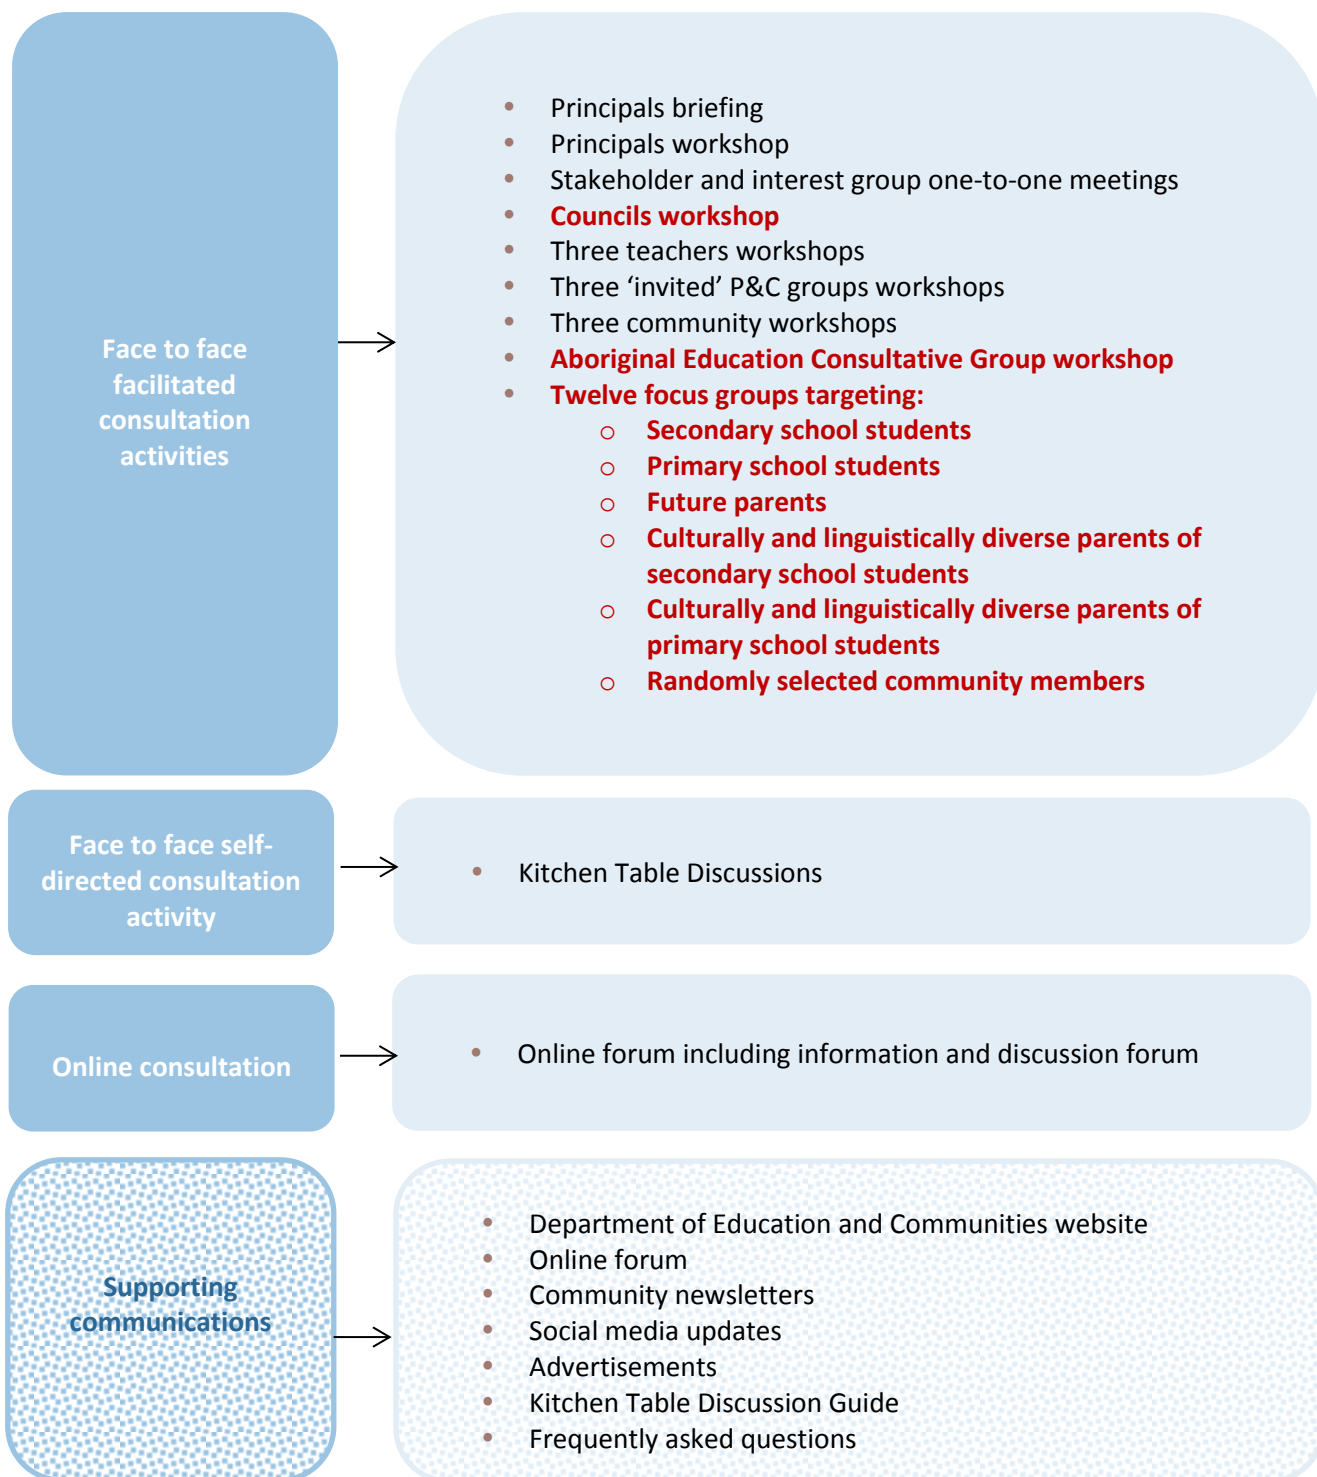 Face to face
facilitated
consultation
activities
• Principals briefing
• Principals workshop
• Stakeholder and interest group one-to-one meetings
• Councils workshop
• Three teachers workshops
• Three ‘invited’ P&C groups workshops
• Three community workshops
• Aboriginal Education Consultative Group workshop
• Twelve focus groups targeting:
o Secondary school students
o Primary school students
o Future parents
o Culturally and linguistically diverse parents of
secondary school students
o Culturally and linguistically diverse parents of
primary school students
o Randomly selected community members
Face to face self-
directed consultation
activity
• Kitchen Table Discussions
Online consultation
• Online forum including information and discussion forum
Supporting
communications
• Department of Education and Communities website
• Online forum
• Community newsletters
• Social media updates
• Advertisements
• Kitchen Table Discussion Guide
• Frequently asked questions